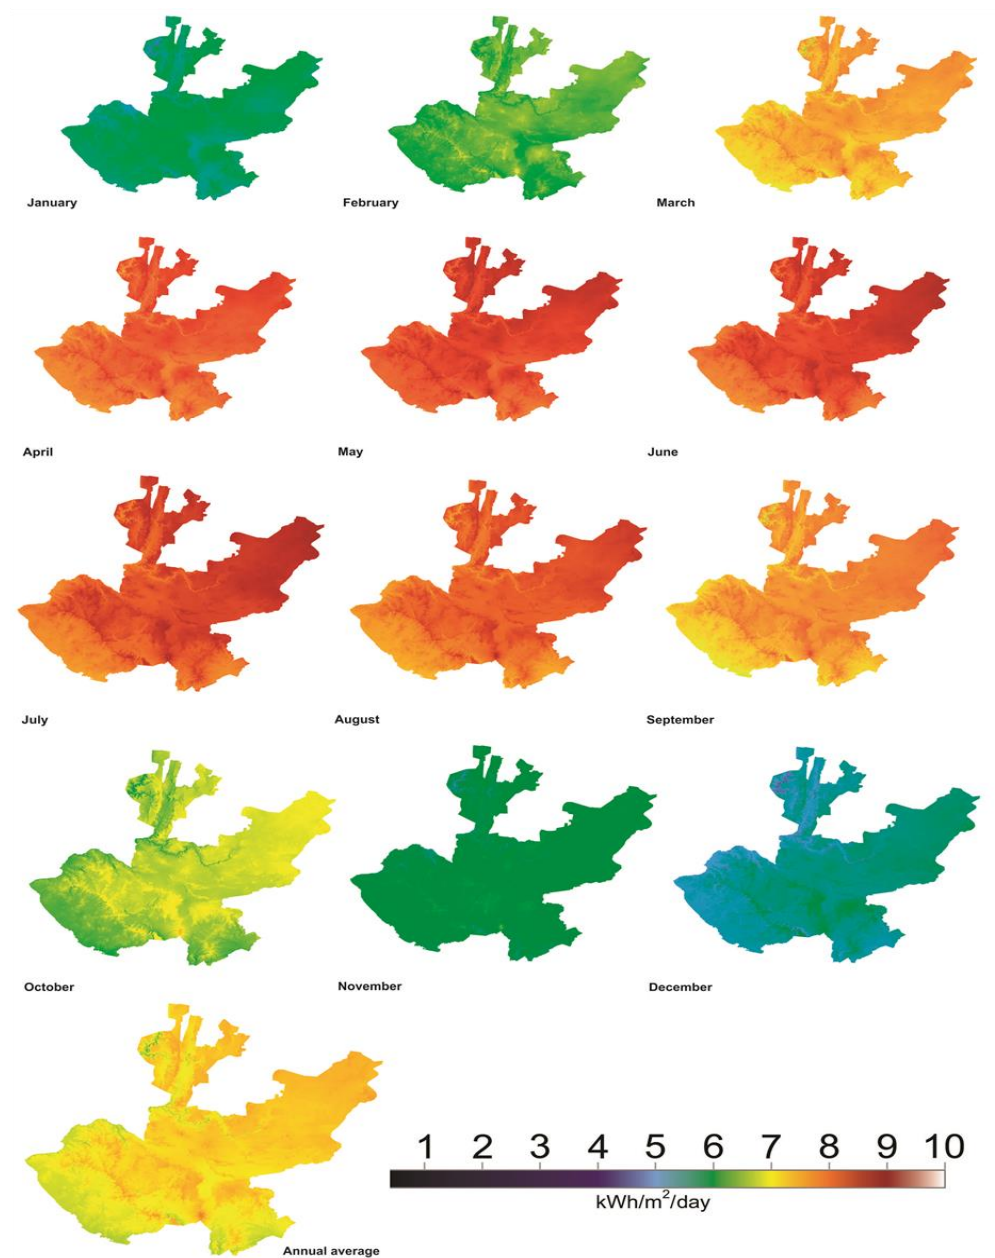 January
February
March
April
May
June
July
August
September
October
November
December
Annual average
1 2 3 4 5 6 7 8 9 10
kWh/m²/day